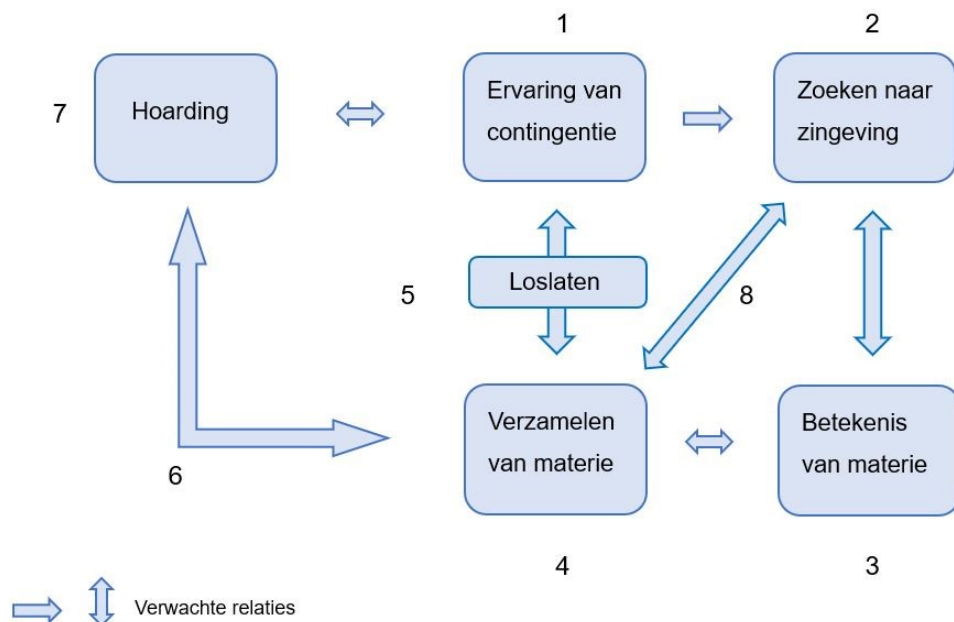 1
2
7
Hoarding
Ervaring van
contingentie
Zoeken naar
zingeving
5
Loslaten
8
6
Verzamelen
van materie
Betekenis
van materie
4
3
Verwachte relaties